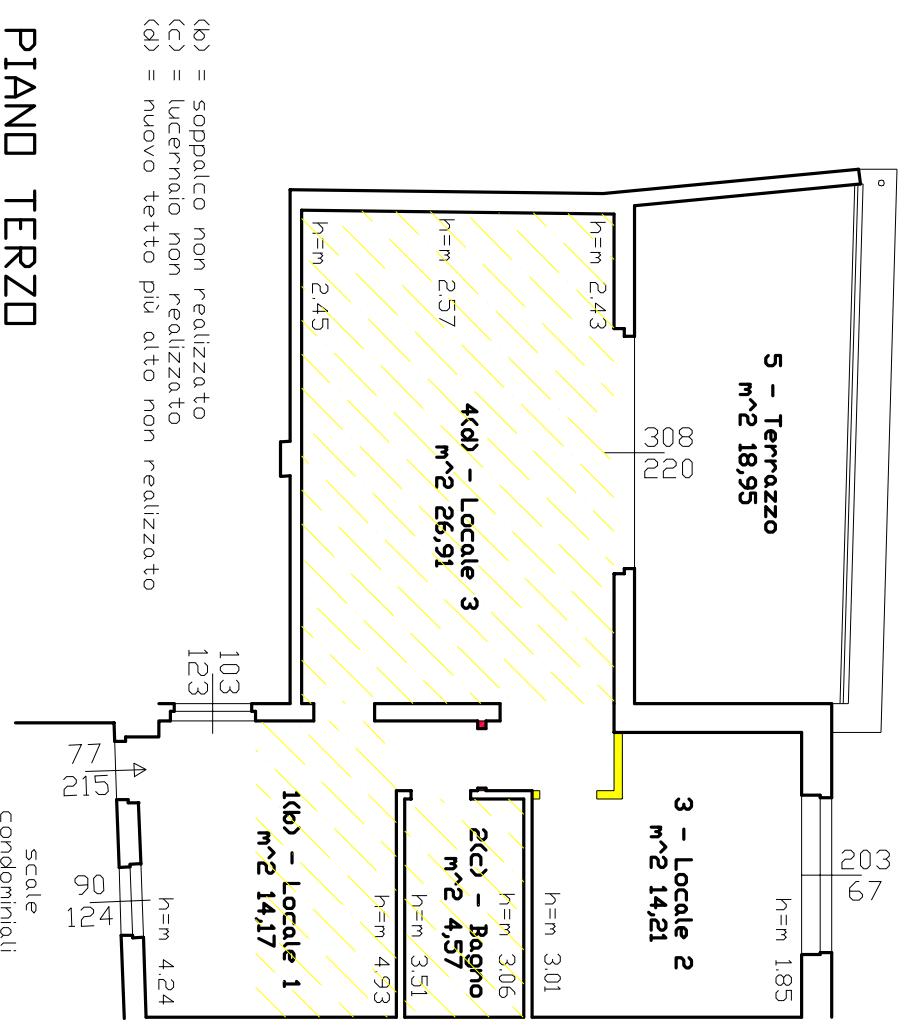 PIANO TERZO
(b) = soppalco non realizzato
(c) = lucernaio non realizzato
(d) = nuovo tetto più alto non realizzato
5 - Terrazzo
m^2 18,95
308
220
h=m 2.43
h=m 2.57
h=m 2.45
4(d) - Locale 3
m^2 26,91
103
123
77
215
3 - Locale 2
m^2 14,21
203
67
h=m 1.85
h=m 3.01
2(c) - Bagno
m^2 4,57
h=m 3.06
h=m 3.51
1(b) - Locale 1
m^2 14,17
h=m 4.93
h=m 4.24
90
124
scale
condominiali